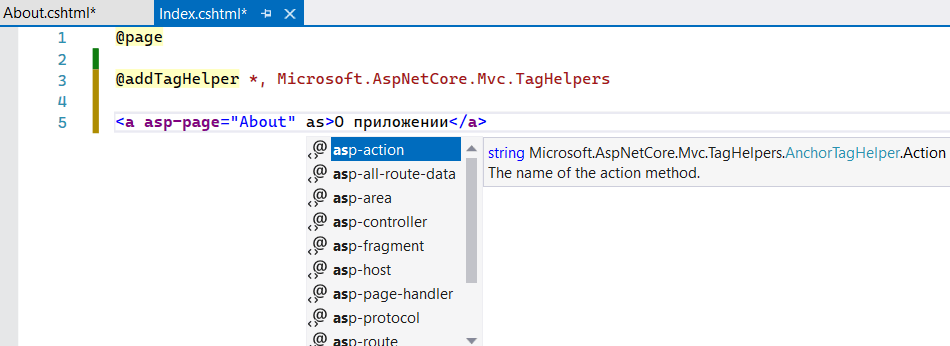 About.cshtml* Index.cshtml*
1 @page
2
3 @addTagHelper *, Microsoft.AspNetCore.Mvc.TagHelpers
4
5 <a asp-page="About" as>О приложении</a>
asp-action
asp-all-route-data
asp-area
asp-controller
asp-fragment
asp-host
asp-page-handler
asp-protocol
asp-route
string Microsoft.AspNetCore.Mvc.TagHelpers.AnchorTagHelper.Action
The name of the action method.